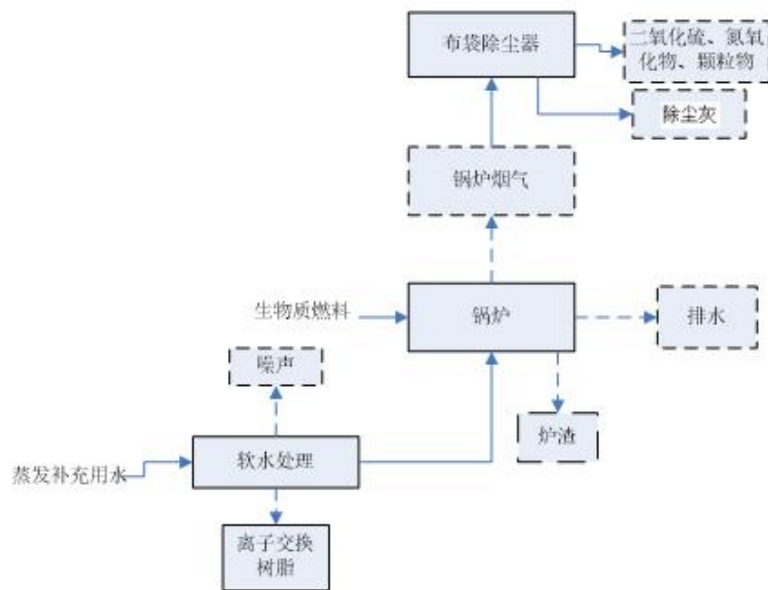 布袋除尘器
二氧化硫、氮氧
化物、颗粒物
除尘灰
锅炉烟气
生物质燃料
锅炉
排水
噪声
炉渣
软水处理
蒸发补充用水
离子交换
树脂